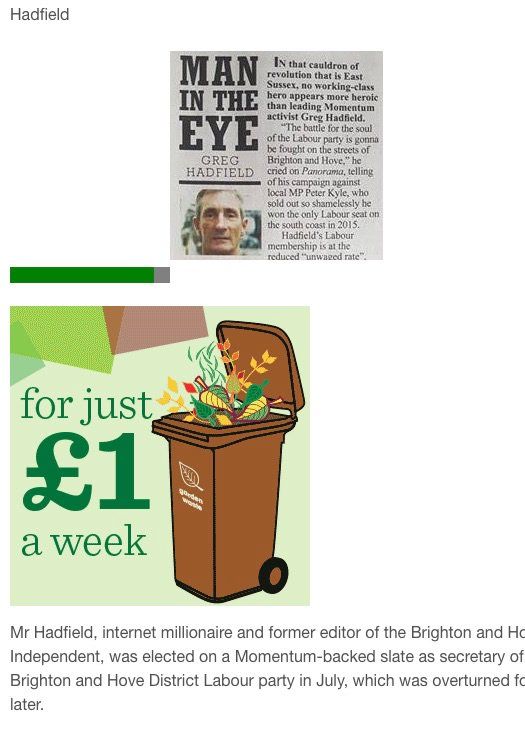 Hadfield
MAN
IN THE
EYE
GREG
HADFIELD
IN that cauldron of
revolution that is East
Sussex, no working-class
hero appears more heroic
than leading Momentum
activist Greg Hadfield.
"The battle for the soul
of the Labour party is gonna
be fought on the streets of
Brighton and Hove," he
cried on Panorama, telling
of his campaign against
local MP Peter Kyle, who
sold out so shamelessly he
won the only Labour seat on
the south coast in 2015.
Hadfield's Labour
membership is at the
reduced "unwaged rate",
for just
£1
a week
garden
waste
Mr Hadfield, internet millionaire and former editor of the Brighton and Ho
Independent, was elected on a Momentum-backed slate as secretary of
Brighton and Hove District Labour party in July, which was overturned fo
later.